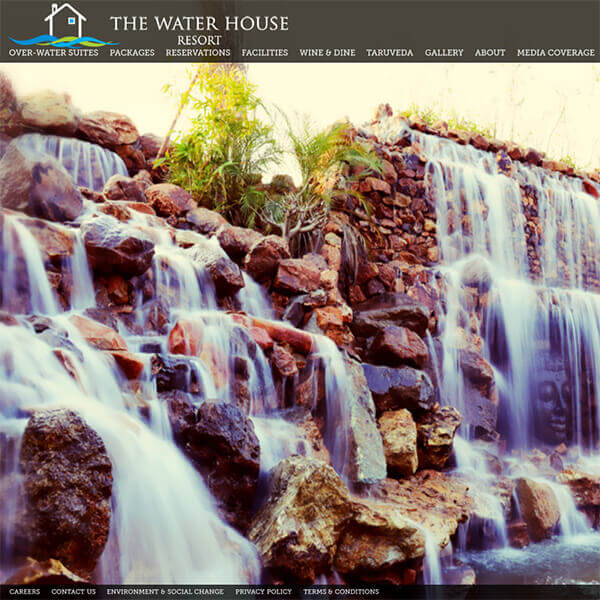 THE WATER HOUSE
RESORT
OVER-WATER SUITES PACKAGES RESERVATIONS FACILITIES WINE & DINE TARUVEDA GALLERY ABOUT MEDIA COVERAGE
CAREERS CONTACT US ENVIRONMENT & SOCIAL CHANGE PRIVACY POLICY TERMS & CONDITIONS